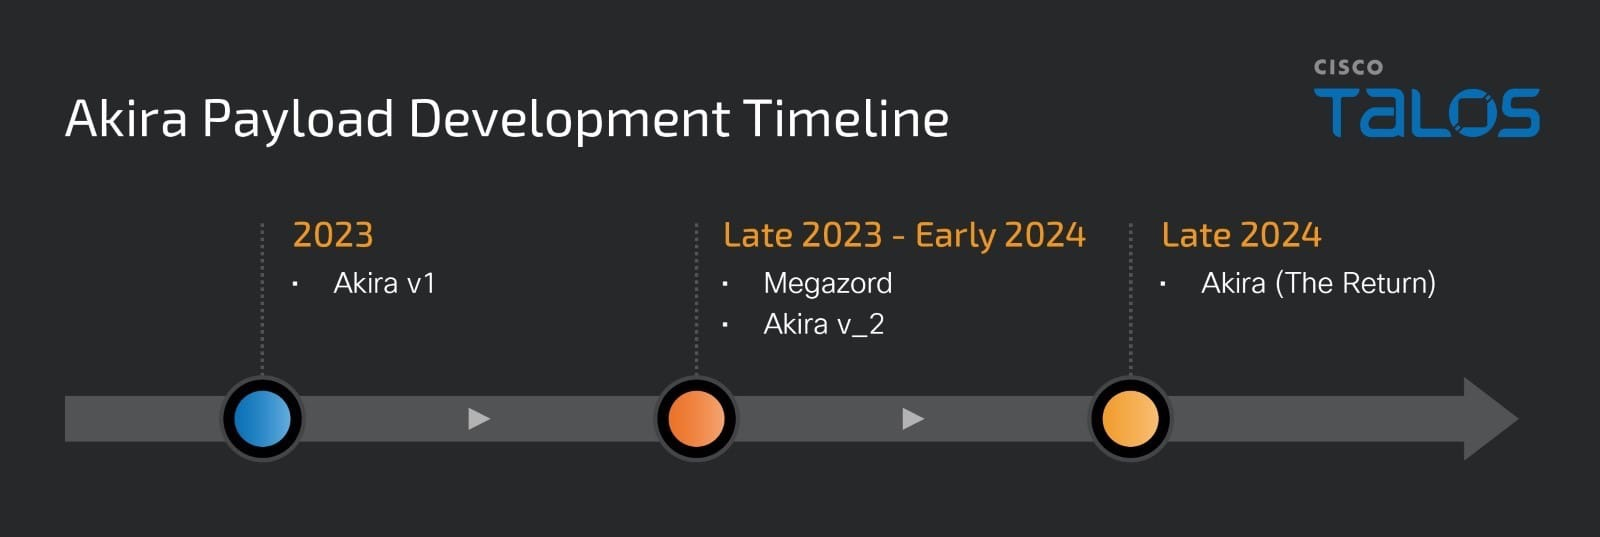 CISCO
TALOS
Akira Payload Development Timeline
2023
▪ Akira v1
Late 2023 - Early 2024
▪ Megazord
▪ Akira v_2
Late 2024
▪ Akira (The Return)